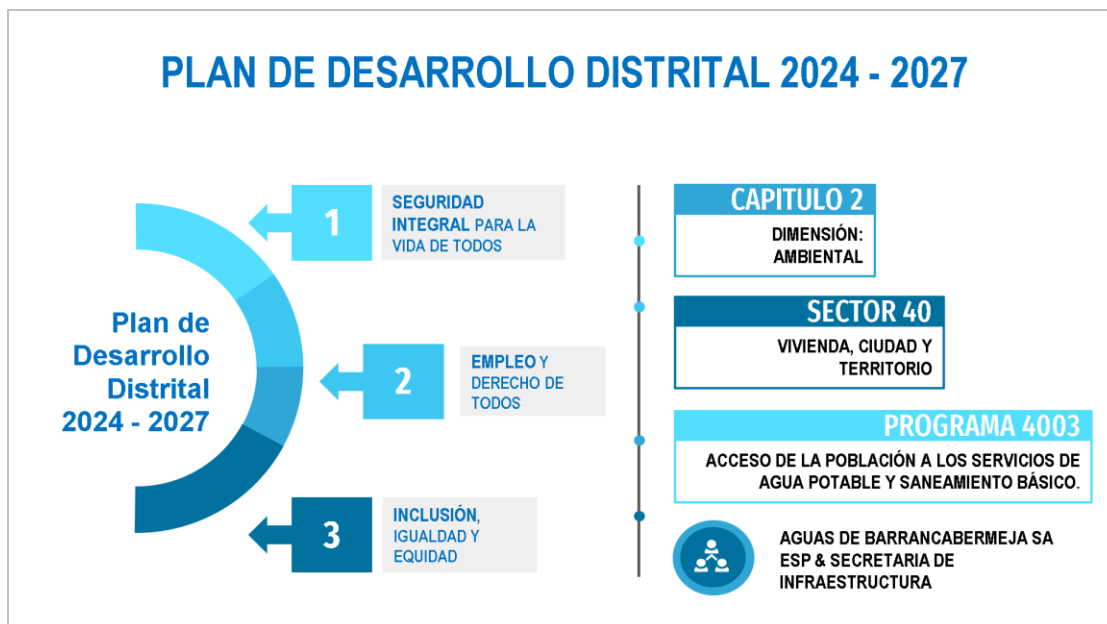 PLAN DE DESARROLLO DISTRITAL 2024 - 2027
Plan de
Desarrollo
Distrital
2024 - 2027
1
SEGURIDAD
INTEGRAL PARA LA
VIDA DE TODOS
2
EMPLEO Y
DERECHO DE
TODOS
3
INCLUSIÓN,
IGUALDAD Y
EQUIDAD
CAPITULO 2
DIMENSIÓN:
AMBIENTAL
SECTOR 40
VIVIENDA, CIUDAD Y
TERRITORIO
PROGRAMA 4003
ACCESO DE LA POBLACIÓN A LOS SERVICIOS DE
AGUA POTABLE Y SANEAMIENTO BÁSICO.
AGUAS DE BARRANCABERMEJA SA
ESP & SECRETARIA DE
INFRAESTRUCTURA